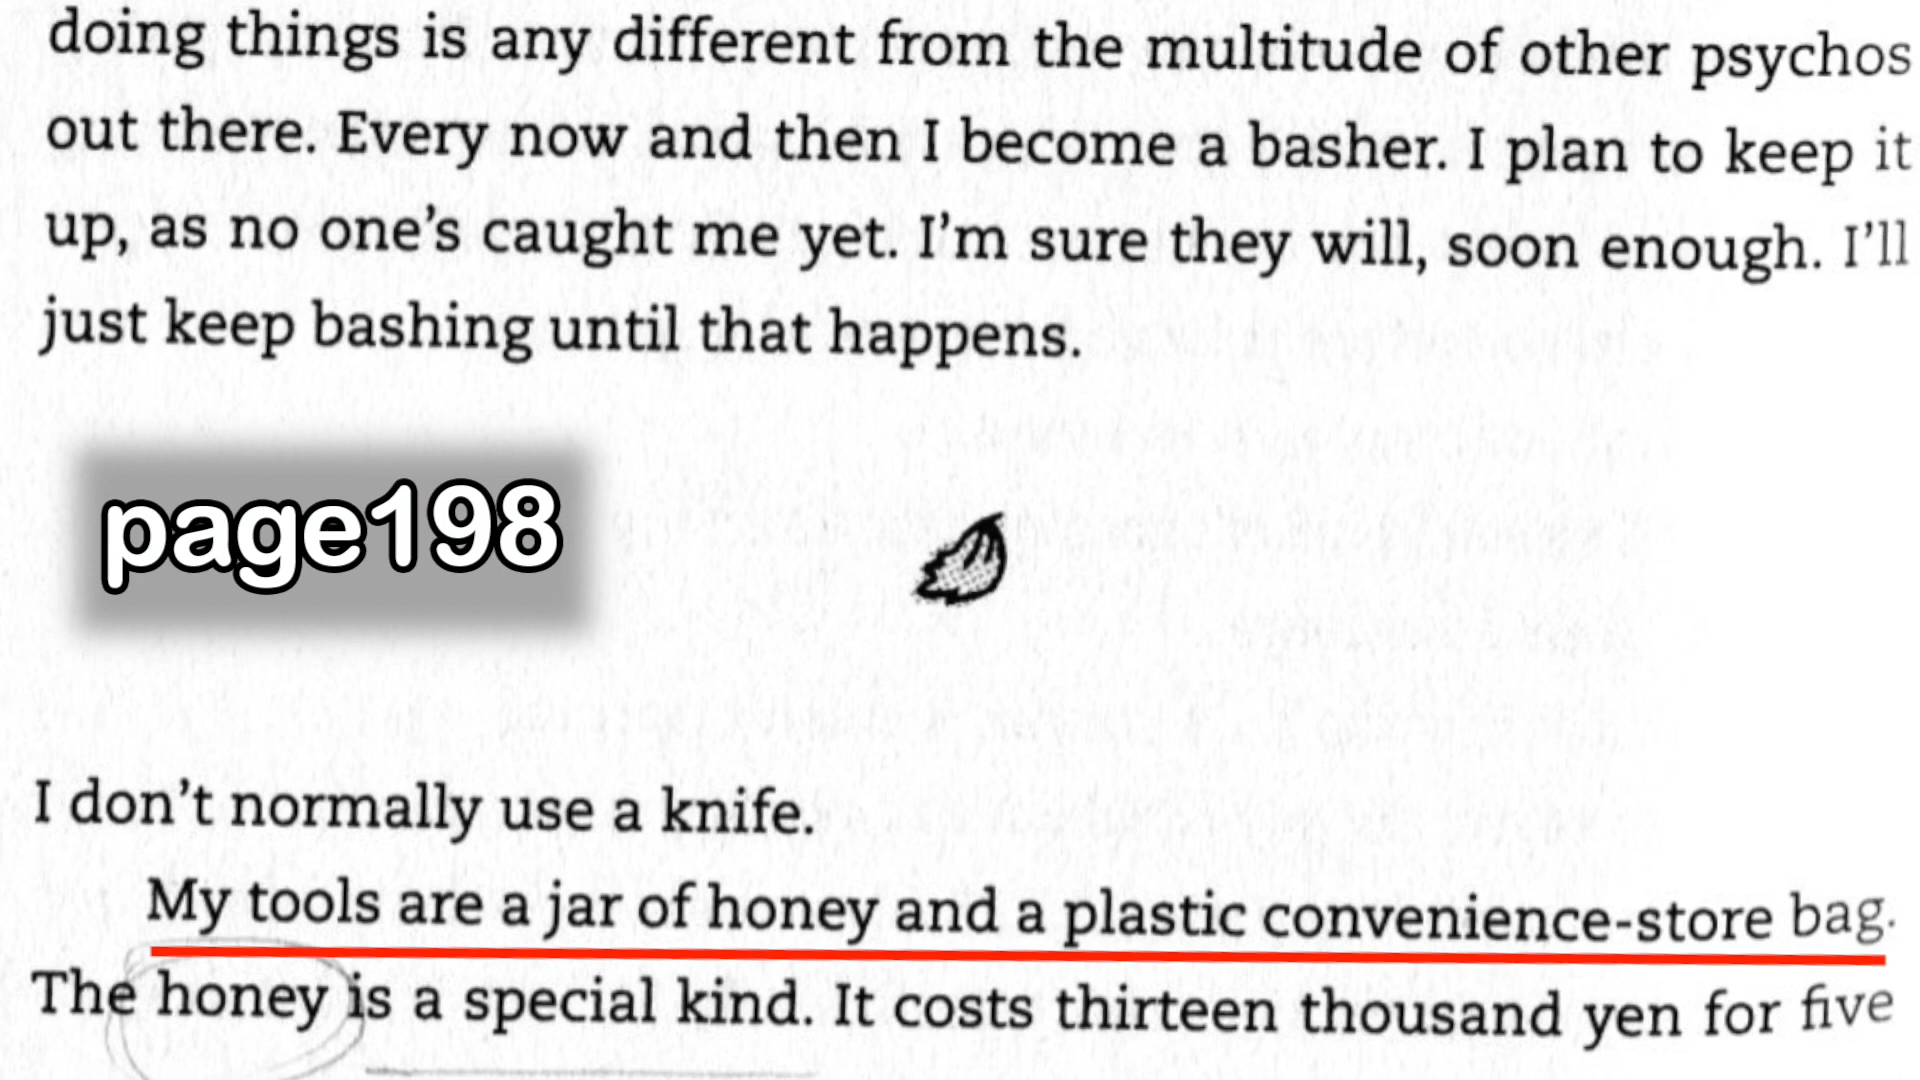 doing things is any different from the multitude of other psychos
out there. Every now and then I become a basher. I plan to keep it
up, as no one’s caught me yet. I’m sure they will, soon enough. I’ll
just keep bashing until that happens.
page198
I don’t normally use a knife.
My tools are a jar of honey and a plastic convenience-store bag.
The honey is a special kind. It costs thirteen thousand yen for five